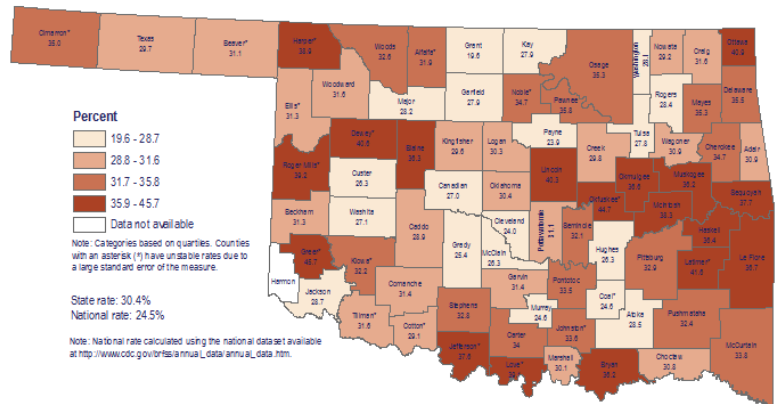 Cimarron*
35.0
Texas
29.7
Beaver*
31.1
Harper*
38.9
Woods
32.6
Alfalfa*
31.9
Grant
19.6
Kay
27.9
Osage
35.3
Washington
Nowata
29.2
Craig
31.6
Ottawa
40.9
Ellis*
31.3
Woodward
31.6
Major
28.2
Garfield
27.9
Noble*
34.7
Pawnee
35.8
Rogers
28.4
Mayes
35.3
Delaware
35.5
Percent
19.6 - 28.7
28.8 - 31.6
31.7 - 35.8
35.9 - 45.7
Data not available
Dewey*
40.6
Blaine
36.3
Kingfisher
29.6
Logan
30.3
Payne
23.9
Creek
29.8
Tulsa
27.8
Wagoner
30.9
Cherokee
34.7
Adair
30.9
Roger Mills*
39.2
Custer
26.3
Canadian
27.0
Oklahoma
30.4
Lincoln
40.3
Okmulgee
36.6
Muskogee
36.2
Sequoyah
37.7
Beckham
31.3
Washita
27.1
Caddo
28.9
Grady
25.4
Cleveland
24.0
McClain
26.3
Pottawatomie
31.1
Seminole
32.1
Okfuskee*
44.7
McIntosh
38.3
Haskell
36.4
Hughes
26.3
Pittsburg
32.9
Latimer*
41.6
Le Flore
36.7
Note: Categories based on quartiles. Counties
with an asterisk (*) have unstable rates due to
a large standard error of the measure.
Greer*
45.7
Kiowa*
32.2
Harmon
Jackson
28.7
Comanche
31.4
Garvin
31.4
Pontotoc
33.5
Coal*
24.6
Atoka
28.5
Pushmataha
32.4
McCurtain
33.8
State rate: 30.4%
National rate: 24.5%
Tillman*
31.6
Cotton*
29.1
Stephens
32.8
Murray
24.6
Carter
34
Johnston*
33.6
Jefferson*
37.6
Love*
Marshall
30.1
Bryan
36.2
Choctaw
30.8
Note: National rate calculated using the national dataset available
at http://www.cdc.gov/brfss/annual_data/annual_data.htm.